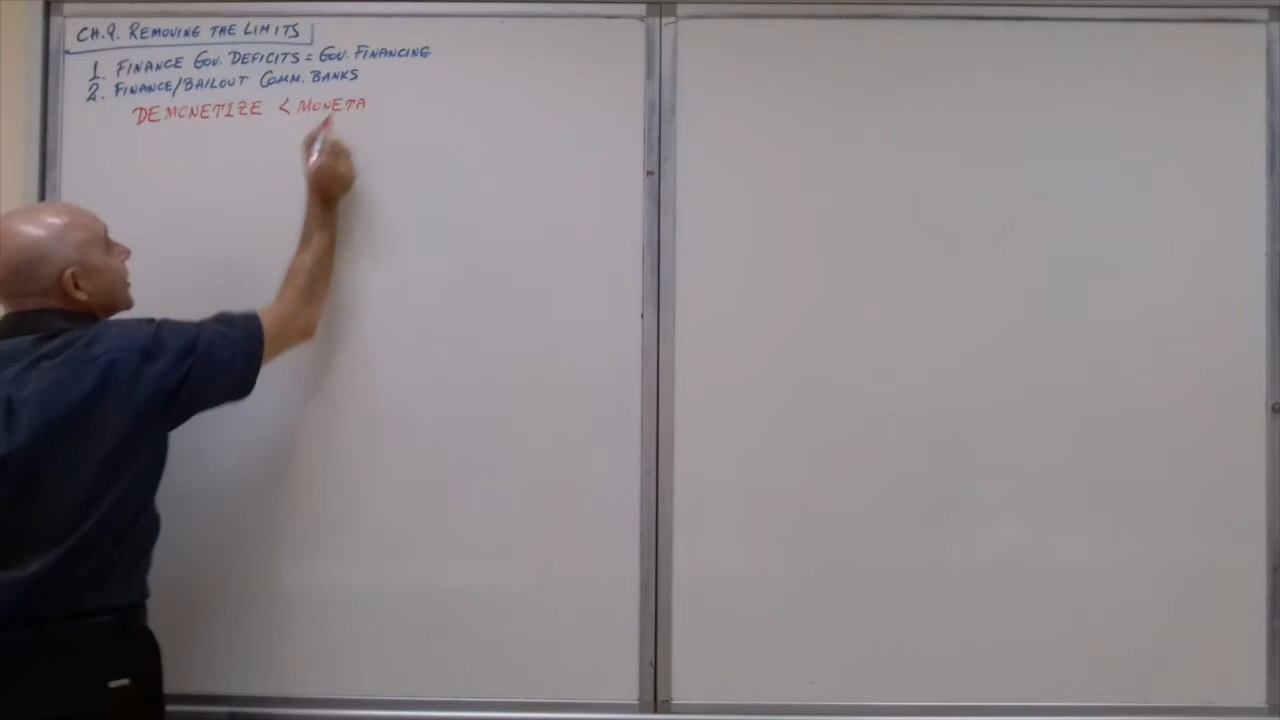 CH.9. REMOVING THE LIMITS
1. FINANCE GOV. DEFICITS = GOV. FINANCING
2. FINANCE/BAILOUT COMM. BANKS
DEMONETIZE < MONETA